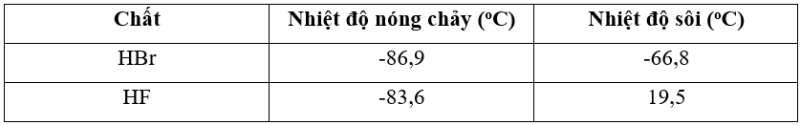 Chất Nhiệt độ nóng chảy (ºC) Nhiệt độ sôi (ºC)
HBr -86,9 -66,8
HF -83,6 19,5